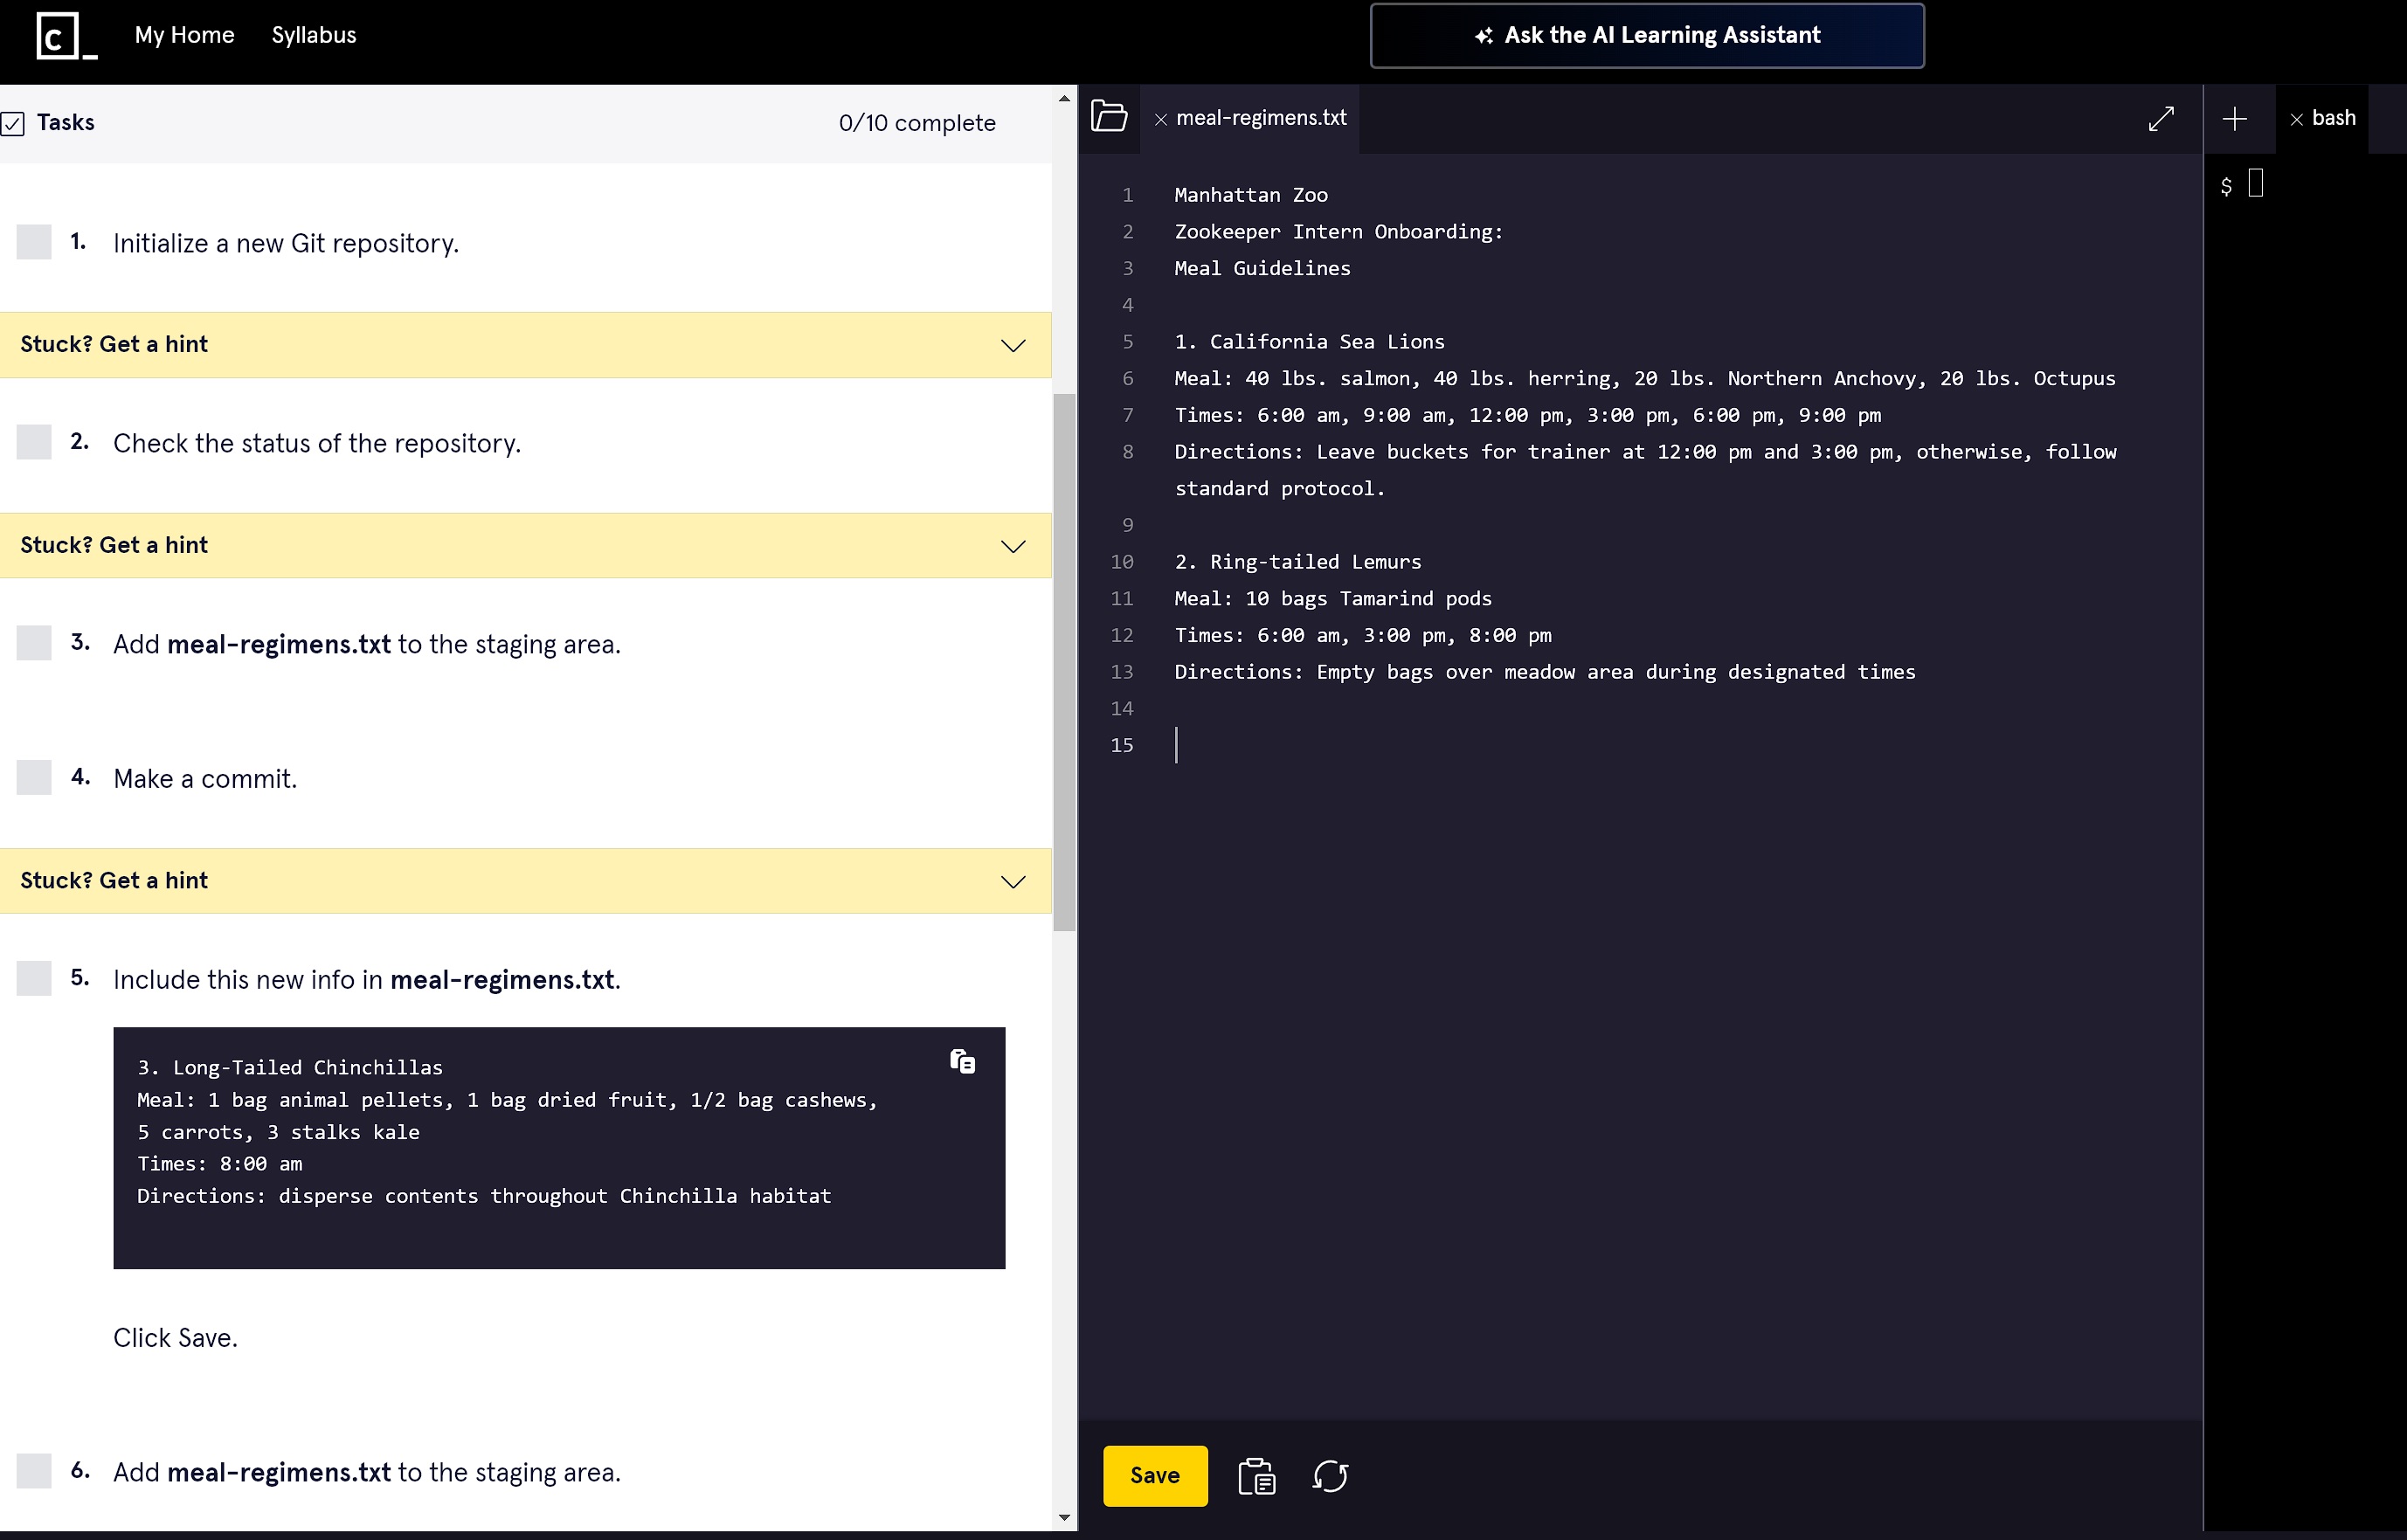 c_
My Home
Syllabus
Ask the AI Learning Assistant
Tasks
0/10 complete
1. Initialize a new Git repository.
Stuck? Get a hint
2. Check the status of the repository.
Stuck? Get a hint
3. Add meal-regimens.txt to the staging area.
4. Make a commit.
Stuck? Get a hint
5. Include this new info in meal-regimens.txt.
3. Long-Tailed Chinchillas
Meal: 1 bag animal pellets, 1 bag dried fruit, 1/2 bag cashews,
5 carrots, 3 stalks kale
Times: 8:00 am
Directions: disperse contents throughout Chinchilla habitat
Click Save.
6. Add meal-regimens.txt to the staging area.
meal-regimens.txt
1 Manhattan Zoo
2 Zookeeper Intern Onboarding:
3 Meal Guidelines
4
5 1. California Sea Lions
6 Meal: 40 lbs. salmon, 40 lbs. herring, 20 lbs. Northern Anchovy, 20 lbs. Octupus
7 Times: 6:00 am, 9:00 am, 12:00 pm, 3:00 pm, 6:00 pm, 9:00 pm
8 Directions: Leave buckets for trainer at 12:00 pm and 3:00 pm, otherwise, follow
standard protocol.
9
10 2. Ring-tailed Lemurs
11 Meal: 10 bags Tamarind pods
12 Times: 6:00 am, 3:00 pm, 8:00 pm
13 Directions: Empty bags over meadow area during designated times
14
15
Save
bash
$